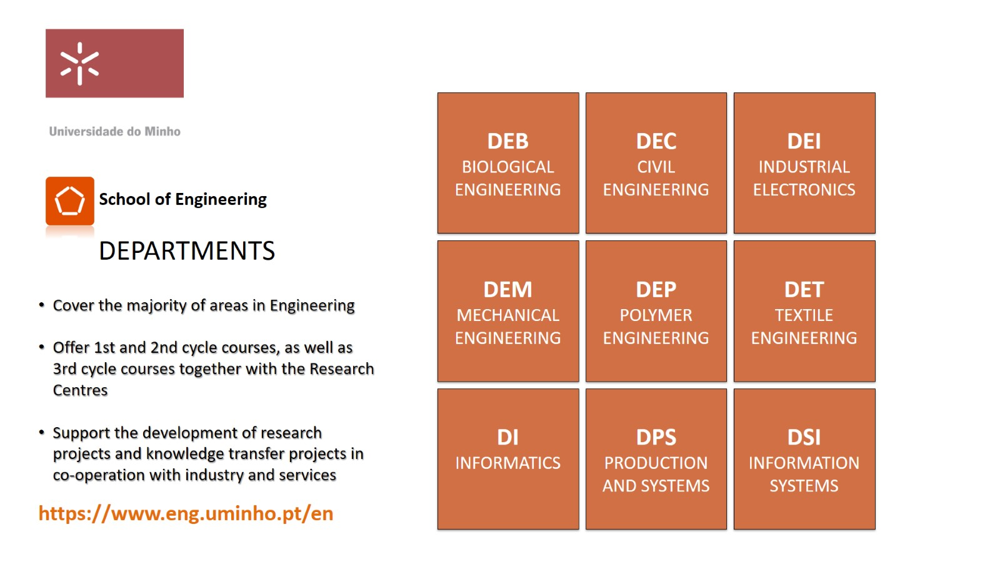 Universidade do Minho
School of Engineering
DEPARTMENTS
• Cover the majority of areas in Engineering
• Offer 1st and 2nd cycle courses, as well as
3rd cycle courses together with the Research
Centres
• Support the development of research
projects and knowledge transfer projects in
co-operation with industry and services
https://www.eng.uminho.pt/en
DEB
BIOLOGICAL
ENGINEERING
DEC
CIVIL
ENGINEERING
DEI
INDUSTRIAL
ELECTRONICS
DEM
MECHANICAL
ENGINEERING
DEP
POLYMER
ENGINEERING
DET
TEXTILE
ENGINEERING
DI
INFORMATICS
DPS
PRODUCTION
AND SYSTEMS
DSI
INFORMATION
SYSTEMS